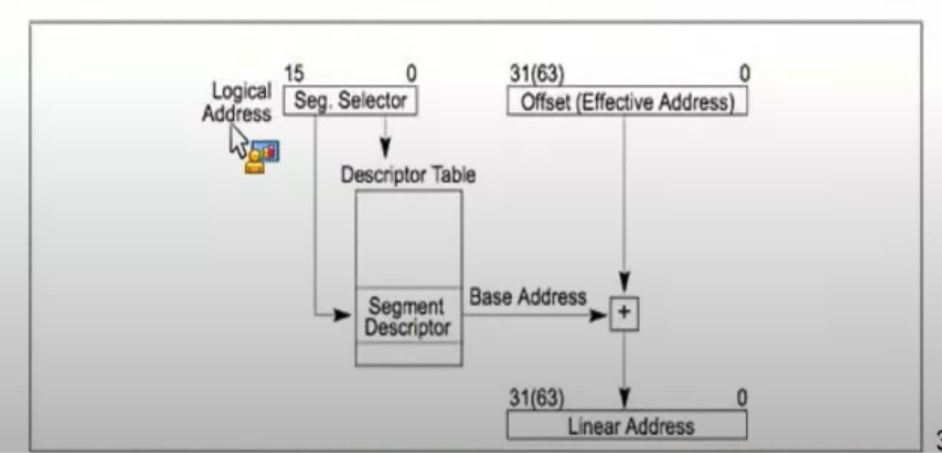 15 0
31(63) 0
Logical
Address
Seg. Selector
Offset (Effective Address)
Descriptor Table
Base Address
+
Segment
Descriptor
31(63) 0
Linear Address